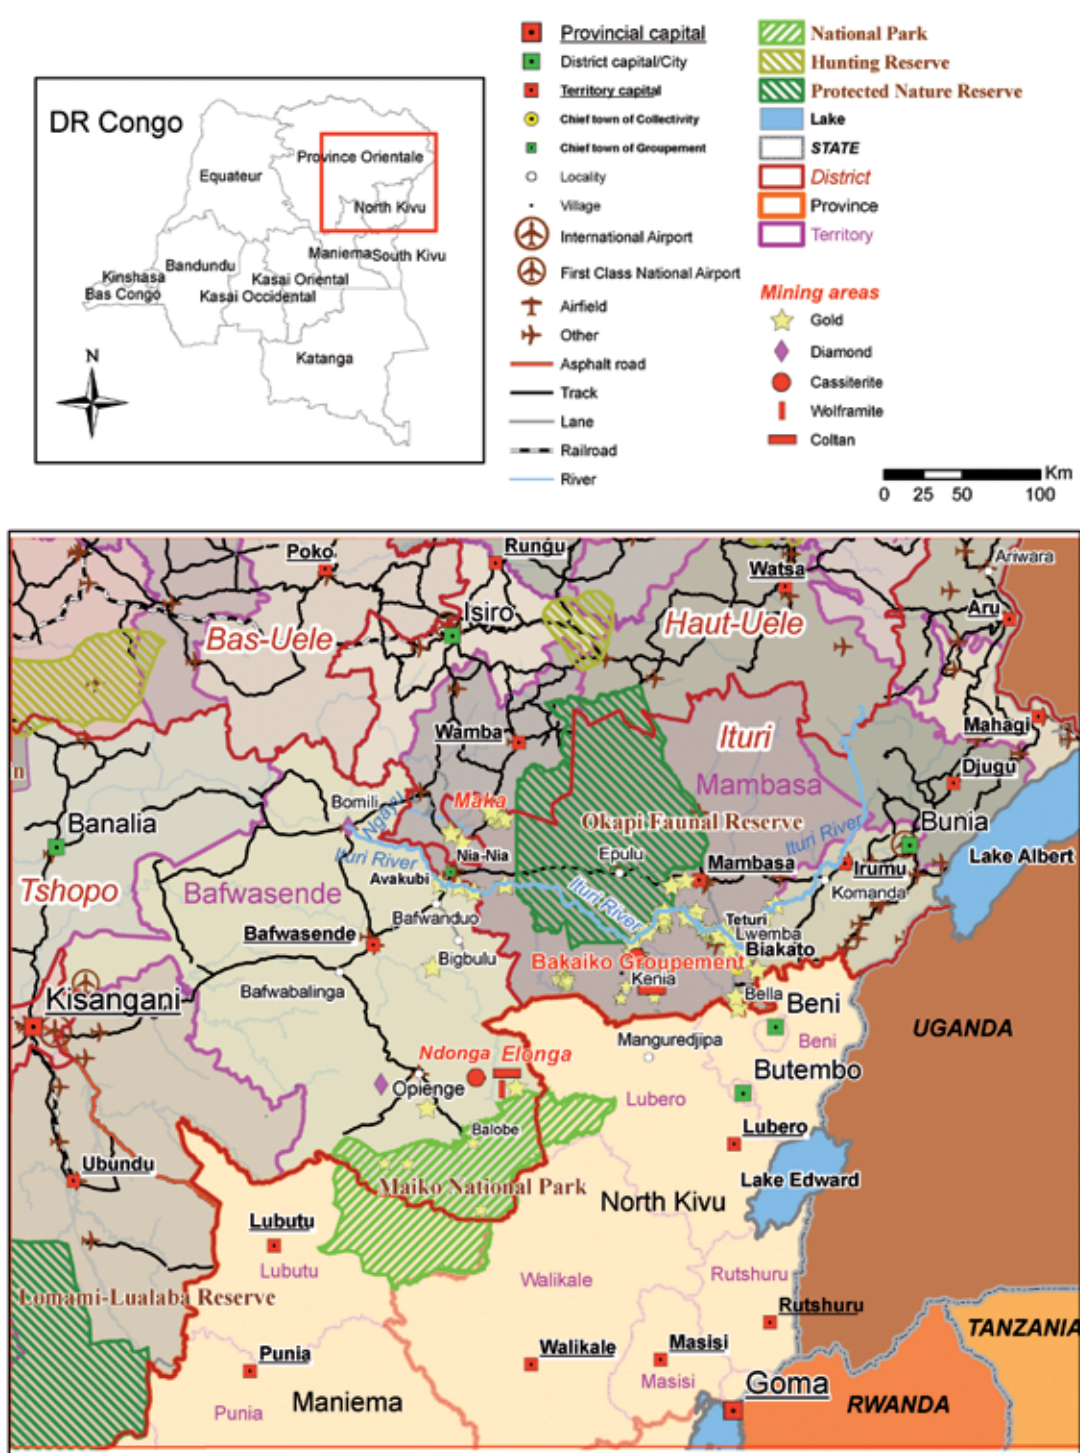 DR Congo
Province Orientale
Equateur
North Kivu
Maniema
South Kivu
Bandundu
Kinshasa
Kasai Oriental
Bas Congo
Kasai Occidental
Katanga
N
Provincial capital
District capital/City
Territory capital
Chief town of Collectivity
Chief town of Groupement
Locality
Village
International Airport
First Class National Airport
Airfield
Other
Asphalt road
Track
Lane
Railroad
River
National Park
Hunting Reserve
Protected Nature Reserve
Lake
STATE
District
Province
Territory
Mining areas
Gold
Diamond
Cassiterite
Wolframite
Coltan
Km
0 25 50 100
Poko
Rungu
Watsa
Ariwara
Aru
Isiro
Bas-Uele
Haut-Uele
Wamba
Ituri
Mahagi
Djugu
n
Mambasa
Bomili
Maka
Ngayu
Banalia
Okapi Faunal Reserve
Ituri River
Bunia
Ituri River
Nia-Nia
Epulu
Mambasa
Irumu
Lake Albert
Avakubi
Tshopo
Bafwasende
Ituri River
Komanda
Bafwanduo
Teturi
Lwemba
Bafwasende
Biakato
Bigbulu
Bakaiko Groupement
Kenia
Bafwabalinga
Bella
Kisangani
Beni
UGANDA
Manguredjipa
Beni
Ndonga
Elonga
Butembo
Opienge
Lubero
Balobe
Lubero
Ubundu
Lake Edward
Maiko National Park
North Kivu
Lubutu
Lubutu
Walikale
Rutshuru
Lomami-Lualaba Reserve
Rutshuru
TANZANIA
Punia
Walikale
Masisi
Masisi
Goma
Maniema
Punia
RWANDA